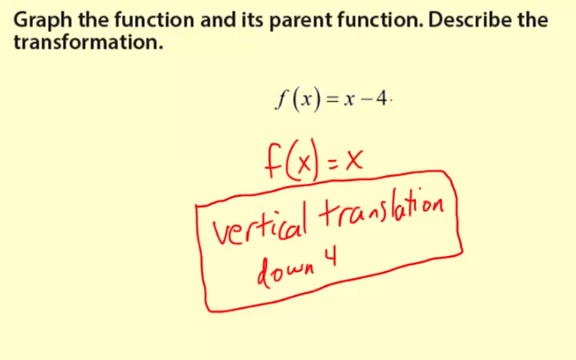 Graph the function and its parent function. Describe the
transformation.
f(x) = x – 4.
f(x) = x
vertical translation
down 4